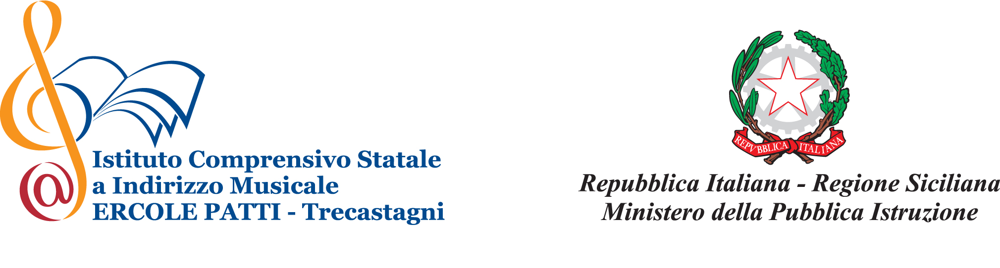 @
Istituto Comprensivo Statale
a Indirizzo Musicale
ERCOLE PATTI - Trecastagni
REPVBBLICA ITALIANA
Repubblica Italiana - Regione Siciliana
Ministero della Pubblica Istruzione